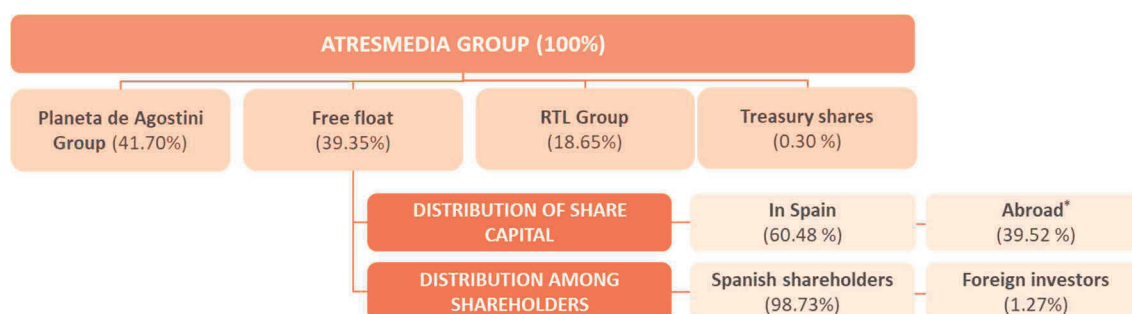 ATRESMEDIA GROUP (100%)
Planeta de Agostini
Group (41.70%)
Free float
(39.35%)
RTL Group
(18.65%)
Treasury shares
(0.30 %)
DISTRIBUTION OF SHARE
CAPITAL
In Spain
(60.48 %)
Abroad*
(39.52 %)
DISTRIBUTION AMONG
SHAREHOLDERS
Spanish shareholders
(98.73%)
Foreign investors
(1.27%)